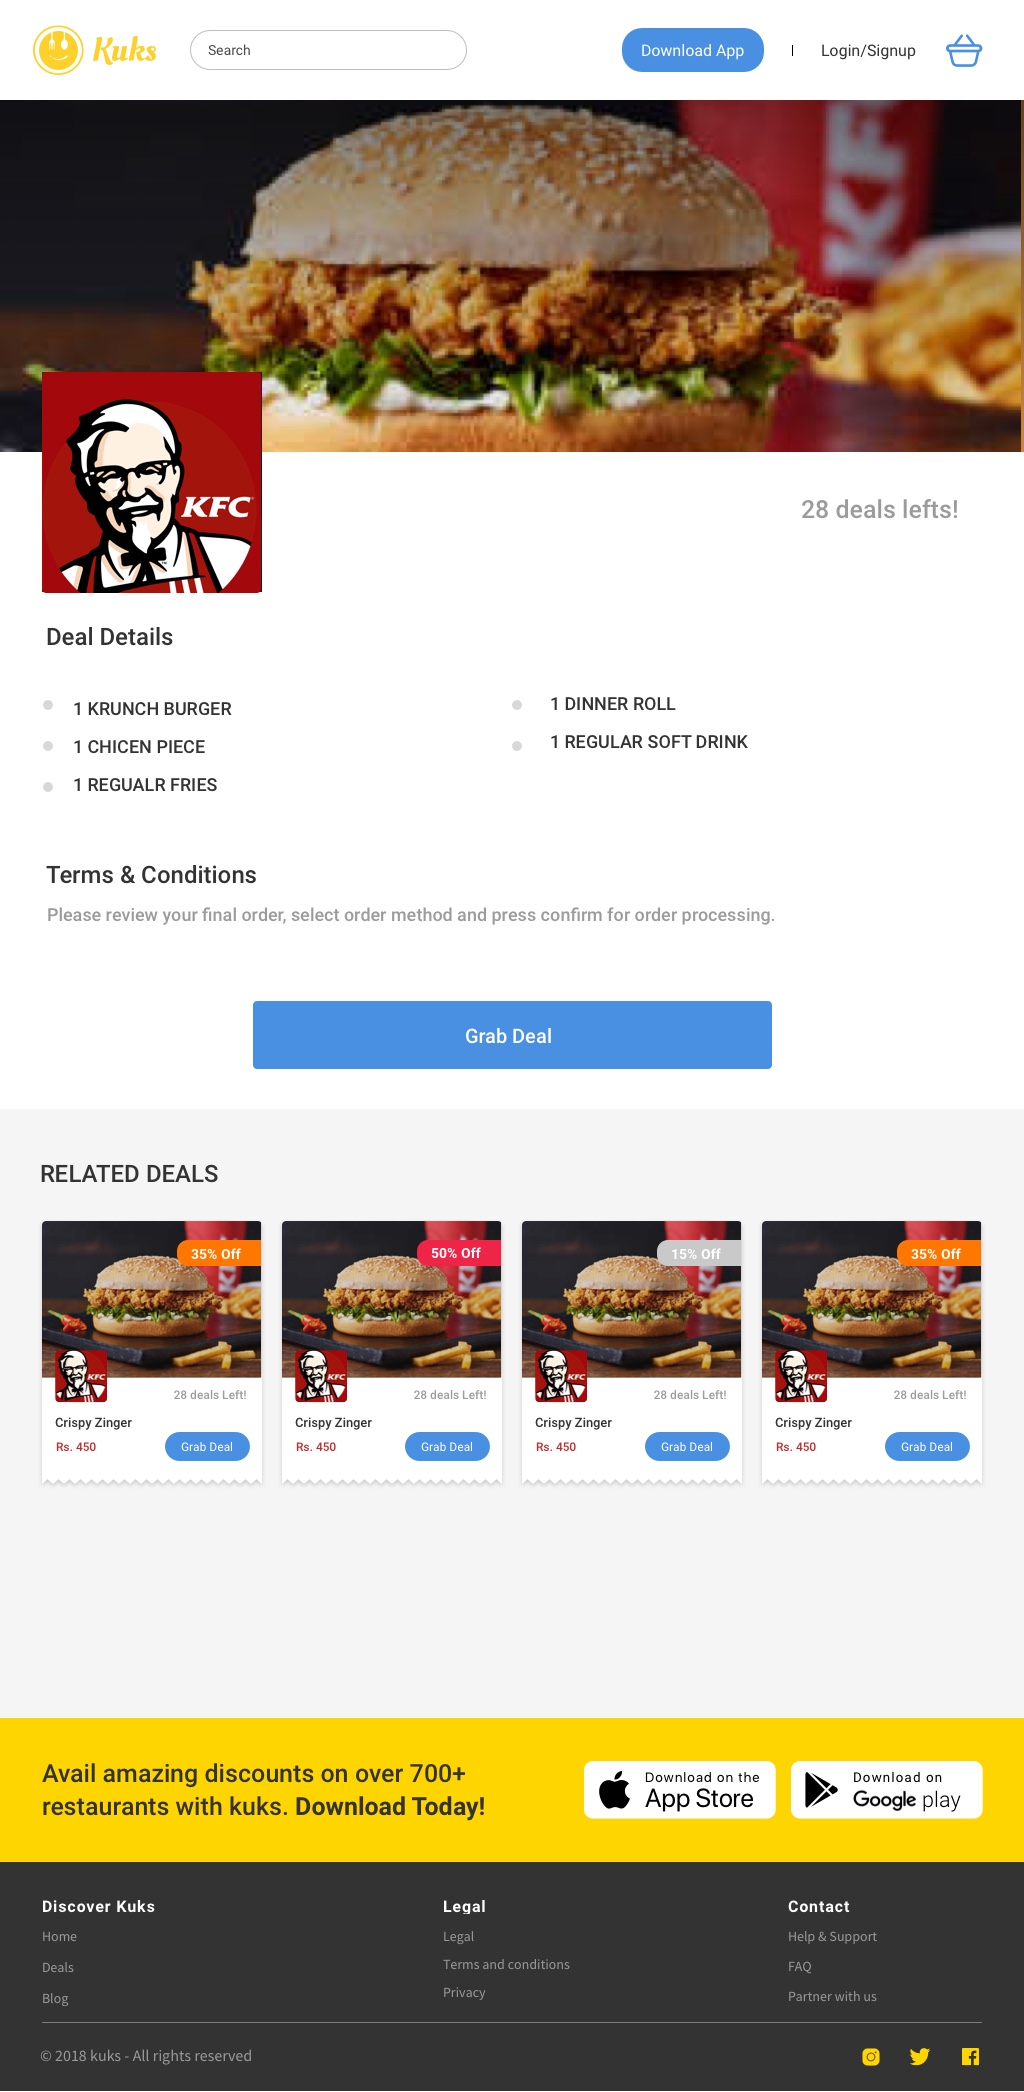 Kuks
Search
Download App
Login/Signup
KFC
KFC
28 deals lefts!
Deal Details
1 KRUNCH BURGER
1 CHICEN PIECE
1 REGUALR FRIES
1 DINNER ROLL
1 REGULAR SOFT DRINK
Terms & Conditions
Please review your final order, select order method and press confirm for order processing.
Grab Deal
RELATED DEALS
35% Off
KFC
28 deals Left!
Crispy Zinger
Rs. 450
Grab Deal
50% Off
KFC
28 deals Left!
Crispy Zinger
Rs. 450
Grab Deal
15% Off
KFC
28 deals Left!
Crispy Zinger
Rs. 450
Grab Deal
35% Off
KFC
28 deals Left!
Crispy Zinger
Rs. 450
Grab Deal
Avail amazing discounts on over 700+
restaurants with kuks. Download Today!
Download on the
App Store
Download on
Google play
Discover Kuks
Home
Deals
Blog
Legal
Legal
Terms and conditions
Privacy
Contact
Help & Support
FAQ
Partner with us
© 2018 kuks - All rights reserved